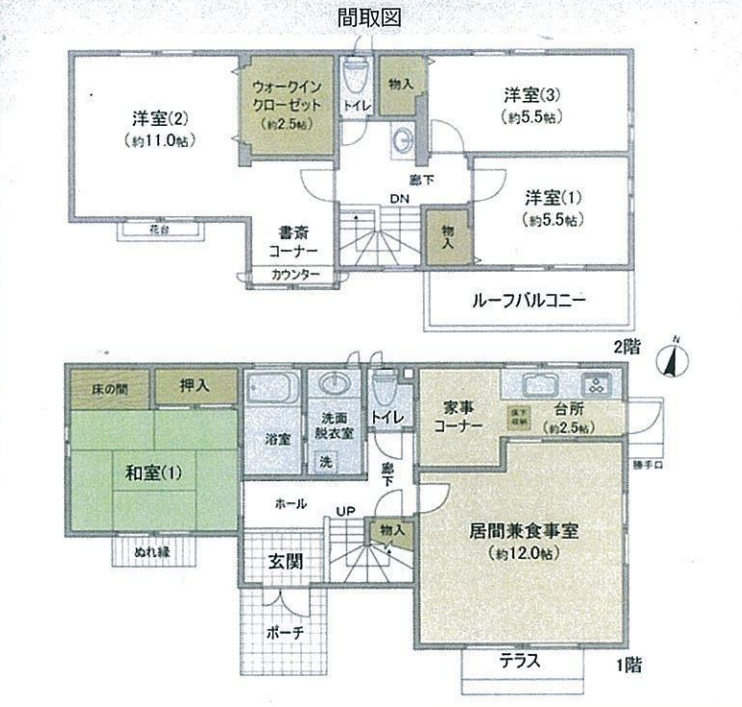 間取図
洋室(2)
(約11.0帖)
ウォークイン
クローゼット
(約2.5帖)
トイレ
物入
洋室(3)
(約5.5帖)
廊下
DN
洋室(1)
(約5.5帖)
物入
花台
書斎
コーナー
カウンター
ルーフバルコニー
2階
N
床の間
押入
浴室
洗面
脱衣室
洗
トイレ
家事
コーナー
床下
収納
台所
(約2.5帖)
勝手口
和室(1)
廊下
ホール
UP
物入
居間兼食事室
(約12.0帖)
ぬれ縁
玄関
ポーチ
テラス
1階